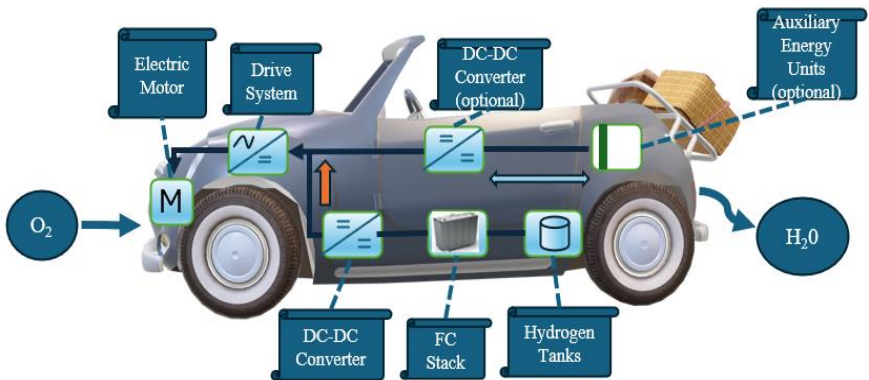 Electric
Motor
Drive
System
DC-DC
Converter
(optional)
Auxiliary
Energy
Units
(optional)
M
O₂
H₂0
DC-DC
Converter
FC
Stack
Hydrogen
Tanks